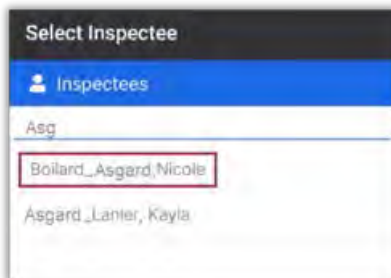 Select Inspectee
Inspectees
Asg
Boilard_Asgard,Nicole
Asgard_Lanier, Kayla